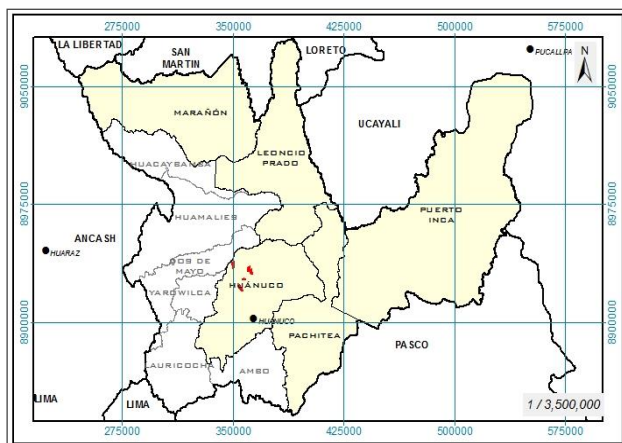 275000 350000 425000 500000 575000
LA LIBERTAD
SAN
MARTIN
LORETO
PUCALLPA
N
9050000
9050000
MARAÑÓN
UCAYALI
LEONCIO
PRADO
HUACAYBAMBA
8975000
8975000
HUAMALIES
PUERTO
INCA
ANCASH
HUARAZ
DOS DE
MAYO
YAROWILCA
HUÁNUCO
HUÁNUCO
8900000
8900000
PACHITEA
PASCO
LAURICOCHA
AMBO
LIMA
LIMA
1 / 3,500,000
275000 350000 425000 500000 575000